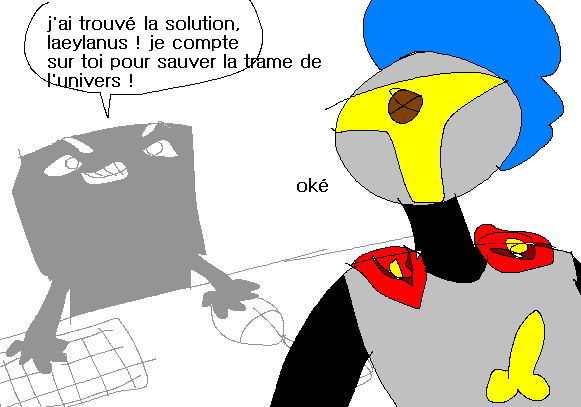 j'ai trouvé la solution,
laeylanus ! je compte
sur toi pour sauver la trame de
l'univers !
oké